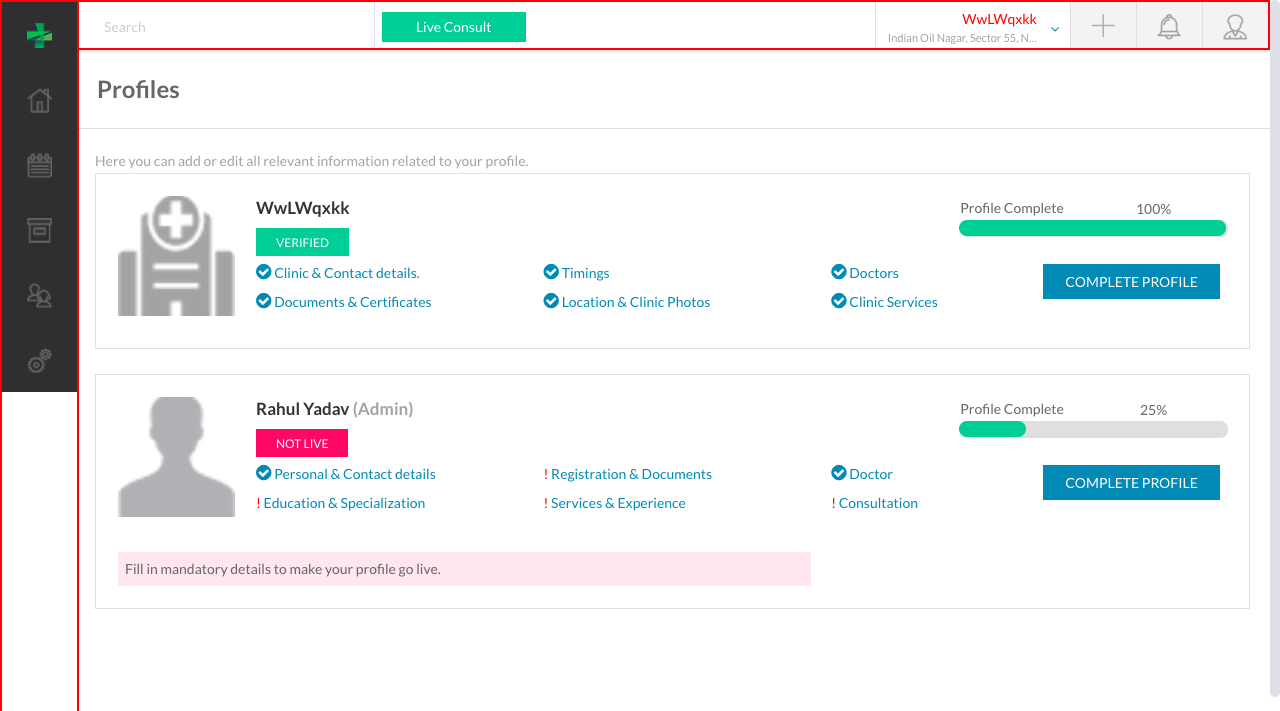 Search
Live Consult
WwLWqxkk
Indian Oil Nagar, Sector 55, N...
Profiles
Here you can add or edit all relevant information related to your profile.
WwLWqxkk
Profile Complete 100%
VERIFIED
Clinic & Contact details. Timings Doctors
COMPLETE PROFILE
Documents & Certificates Location & Clinic Photos Clinic Services
Rahul Yadav (Admin)
Profile Complete 25%
NOT LIVE
Personal & Contact details ! Registration & Documents Doctor
COMPLETE PROFILE
! Education & Specialization ! Services & Experience ! Consultation
Fill in mandatory details to make your profile go live.